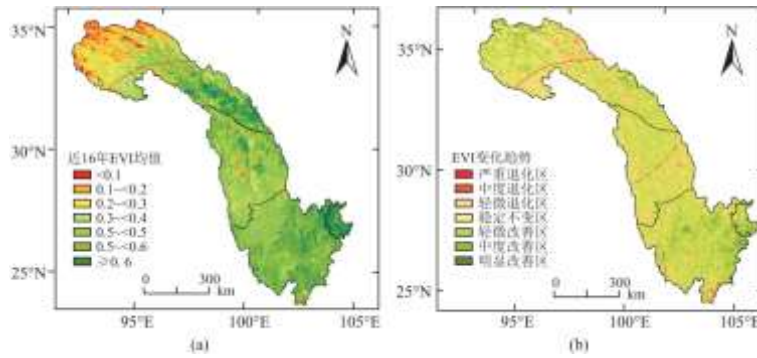 35°N
30°N
25°N
N
近16年EVI均值
<0.1
0.1~<0.2
0.2~<0.3
0.3~<0.4
0.5~<0.5
0.5~<0.6
≥0.6
0 300
km
95°E 100°E 105°E
(a)
35°N
30°N
25°N
N
EVI变化趋势
严重退化区
中度退化区
轻微退化区
稳定不变区
轻微改善区
中度改善区
明显改善区
0 300
km
95°E 100°E 105°E
(b)